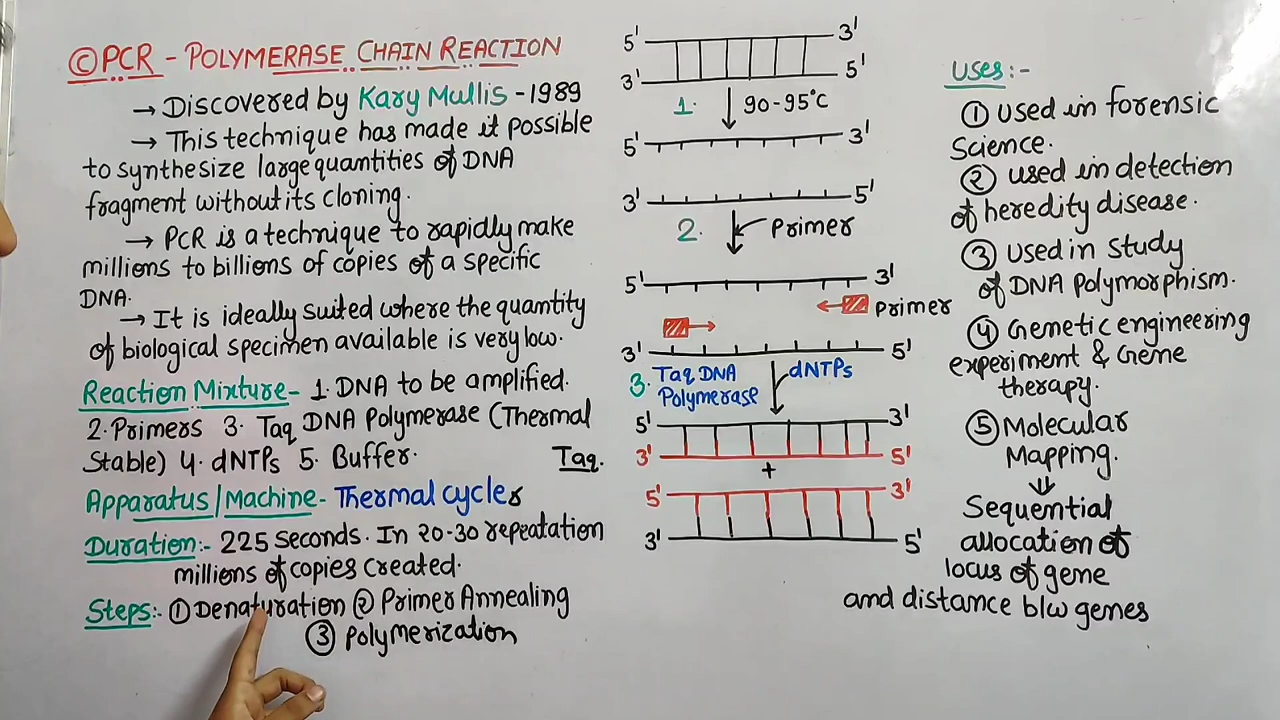 © PCR - POLYMERASE CHAIN REACTION
→ Discovered by Kary Mullis - 1989
→ This technique has made it possible
to synthesize large quantities of DNA
fragment without its cloning.
→ PCR is a technique to rapidly make
millions to billions of copies of a specific
DNA.
→ It is ideally suited where the quantity
of biological specimen available is very low.
Reaction Mixture - 1. DNA to be amplified.
2. Primers 3. Taq DNA Polymerase (Thermal
Stable) 4. dNTPs 5. Buffer. Taq.
Apparatus/Machine - Thermal cycler
Duration:- 225 seconds. In 20-30 repeatation
millions of copies created.
Steps:- ① Denaturation ② Primer Annealing
③ Polymerization
5' 3'
3' 5'
1. 90-95°C
5' 3'
3' 5'
2. Primer
5' 3'
Primer
3' 5'
3. Taq DNA dNTPs
Polymerase
5' 3'
3' 5'
+
5' 3'
3' 5'
Uses:-
① used in forensic
Science.
② used in detection
of heredity disease.
③ used in study
of DNA Polymorphism.
④ Genetic engineering
experiment & Gene
therapy.
⑤ Molecular
Mapping.
⇓
Sequential
allocation of
locus of gene
and distance b/w genes